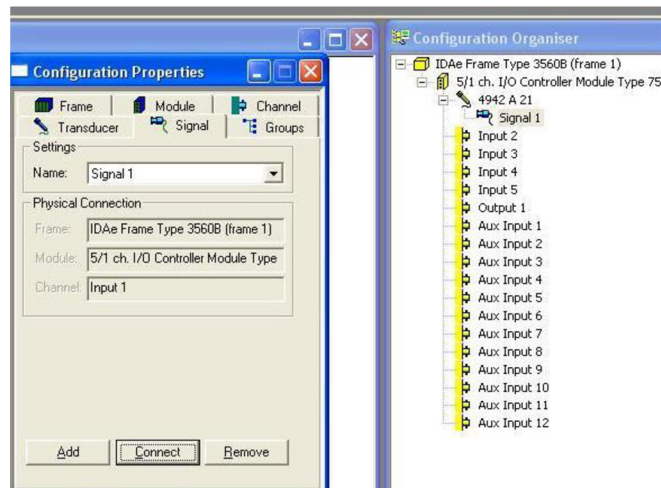 Configuration Properties
Frame
Module
Channel
Transducer
Signal
Groups
Settings
Name:
Signal 1
Physical Connection
Frame:
IDAe Frame Type 3560B (frame 1)
Module:
5/1 ch. I/O Controller Module Type
Channel:
Input 1
Add
Connect
Remove
Configuration Organiser
IDAe Frame Type 3560B (frame 1)
5/1 ch. I/O Controller Module Type 75
4942 A 21
Signal 1
Input 2
Input 3
Input 4
Input 5
Output 1
Aux Input 1
Aux Input 2
Aux Input 3
Aux Input 4
Aux Input 5
Aux Input 6
Aux Input 7
Aux Input 8
Aux Input 9
Aux Input 10
Aux Input 11
Aux Input 12